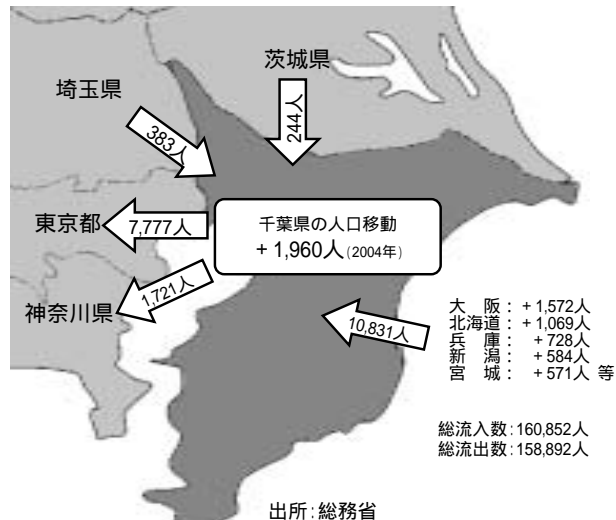 茨城県
埼玉県
244人
383人
東京都
7,777人
千葉県の人口移動
+1,960人(2004年)
神奈川県
1,721人
10,831人
大 阪:+1,572人
北海道:+1,069人
兵 庫:+728人
新 潟:+584人
宮 城:+571人 等
総流入数:160,852人
総流出数:158,892人
出所:総務省